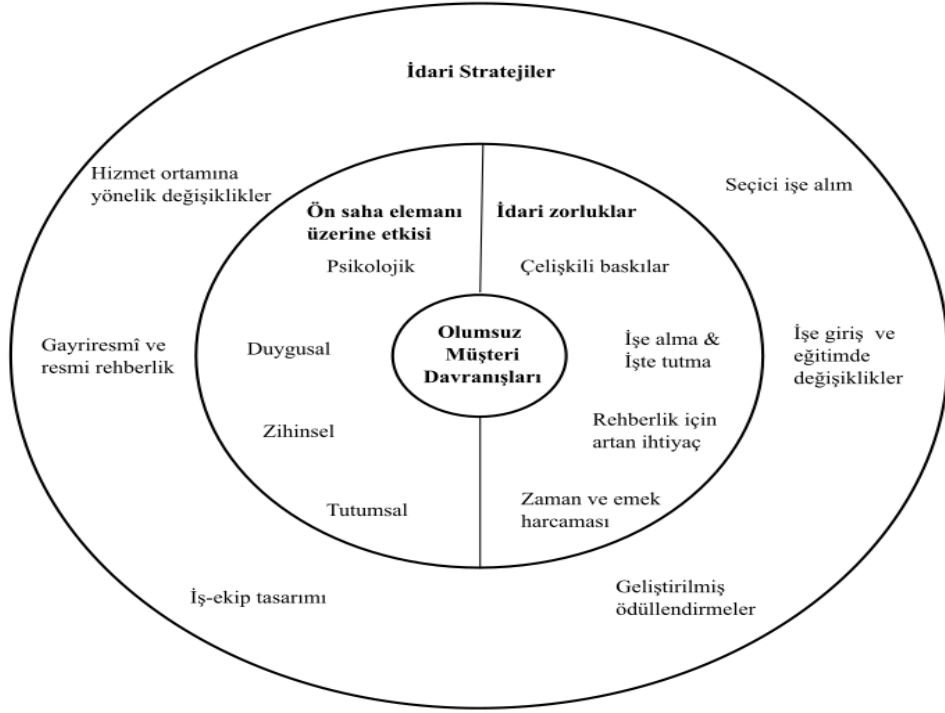 İdari Stratejiler
Hizmet ortamına
yönelik değişiklikler
Seçici işe alım
Ön saha elemanı
üzerine etkisi
İdari zorluklar
Psikolojik
Çelişkili baskılar
Gayriresmî ve
resmi rehberlik
Duygusal
Olumsuz
Müşteri
Davranışları
İşe alma &
İşte tutma
İşe giriş ve
eğitimde
değişiklikler
Zihinsel
Rehberlik için
artan ihtiyaç
Tutumsal
Zaman ve emek
harcaması
İş-ekip tasarımı
Geliştirilmiş
ödüllendirmeler